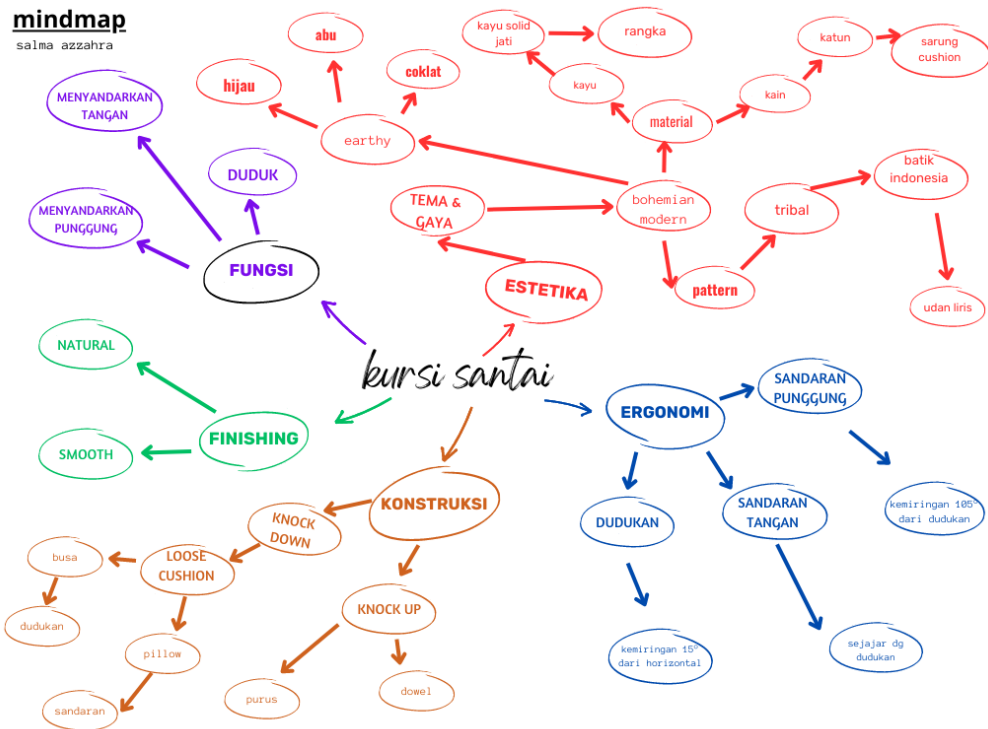 mindmap
salma azzahra
kursi santai
FUNGSI
MENYANDARKAN
TANGAN
DUDUK
MENYANDARKAN
PUNGGUNG
ESTETIKA
TEMA &
GAYA
bohemian
modern
earthy
hijau
abu
coklat
material
kayu
kayu solid
jati
rangka
kain
katun
sarung
cushion
pattern
tribal
batik
indonesia
udan liris
FINISHING
NATURAL
SMOOTH
KONSTRUKSI
KNOCK
DOWN
LOOSE
CUSHION
busa
dudukan
pillow
sandaran
KNOCK UP
purus
dowel
ERGONOMI
SANDARAN
PUNGGUNG
kemiringan 105°
dari dudukan
SANDARAN
TANGAN
sejajar dg
dudukan
DUDUKAN
kemiringan 15°
dari horizontal